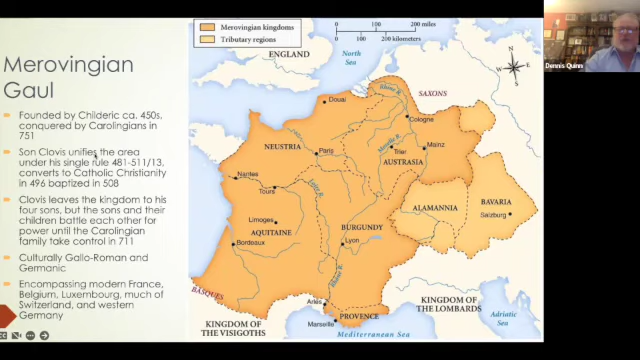 Merovingian
Gaul
Founded by Childeric ca. 450s,
conquered by Carolingians in
751
Son Clovis unifies the area
under his single rule 481-511/13,
converts to Catholic Christianity
in 496 baptized in 508
Clovis leaves the kingdom to his
four sons, but the sons and their
children battle each other for
power until the Carolingian
family take control in 711
Culturally Gallo-Roman and
Germanic
Encompassing modern France,
Belgium, Luxembourg, much of
Switzerland, and western
Germany
Merovingian kingdoms
Tributary regions
0 100 200 miles
0 100 200 kilometers
ENGLAND
North
Sea
N
SAXONS
Douai
Rhine R.
Cologne
NEUSTRIA
Paris
Meuse R.
Trier
Mainz
AUSTRASIA
Nantes
Tours
Loire R.
ALAMANNIA
BAVARIA
Salzburg
Limoges
BURGUNDY
AQUITAINE
Lyon
Bordeaux
Rhône R.
BASQUES
Arles
PROVENCE
Marseille
KINGDOM OF
THE VISIGOTHS
Mediterranean Sea
KINGDOM OF
THE LOMBARDS
Adriatic
Sea
Dennis Quinn